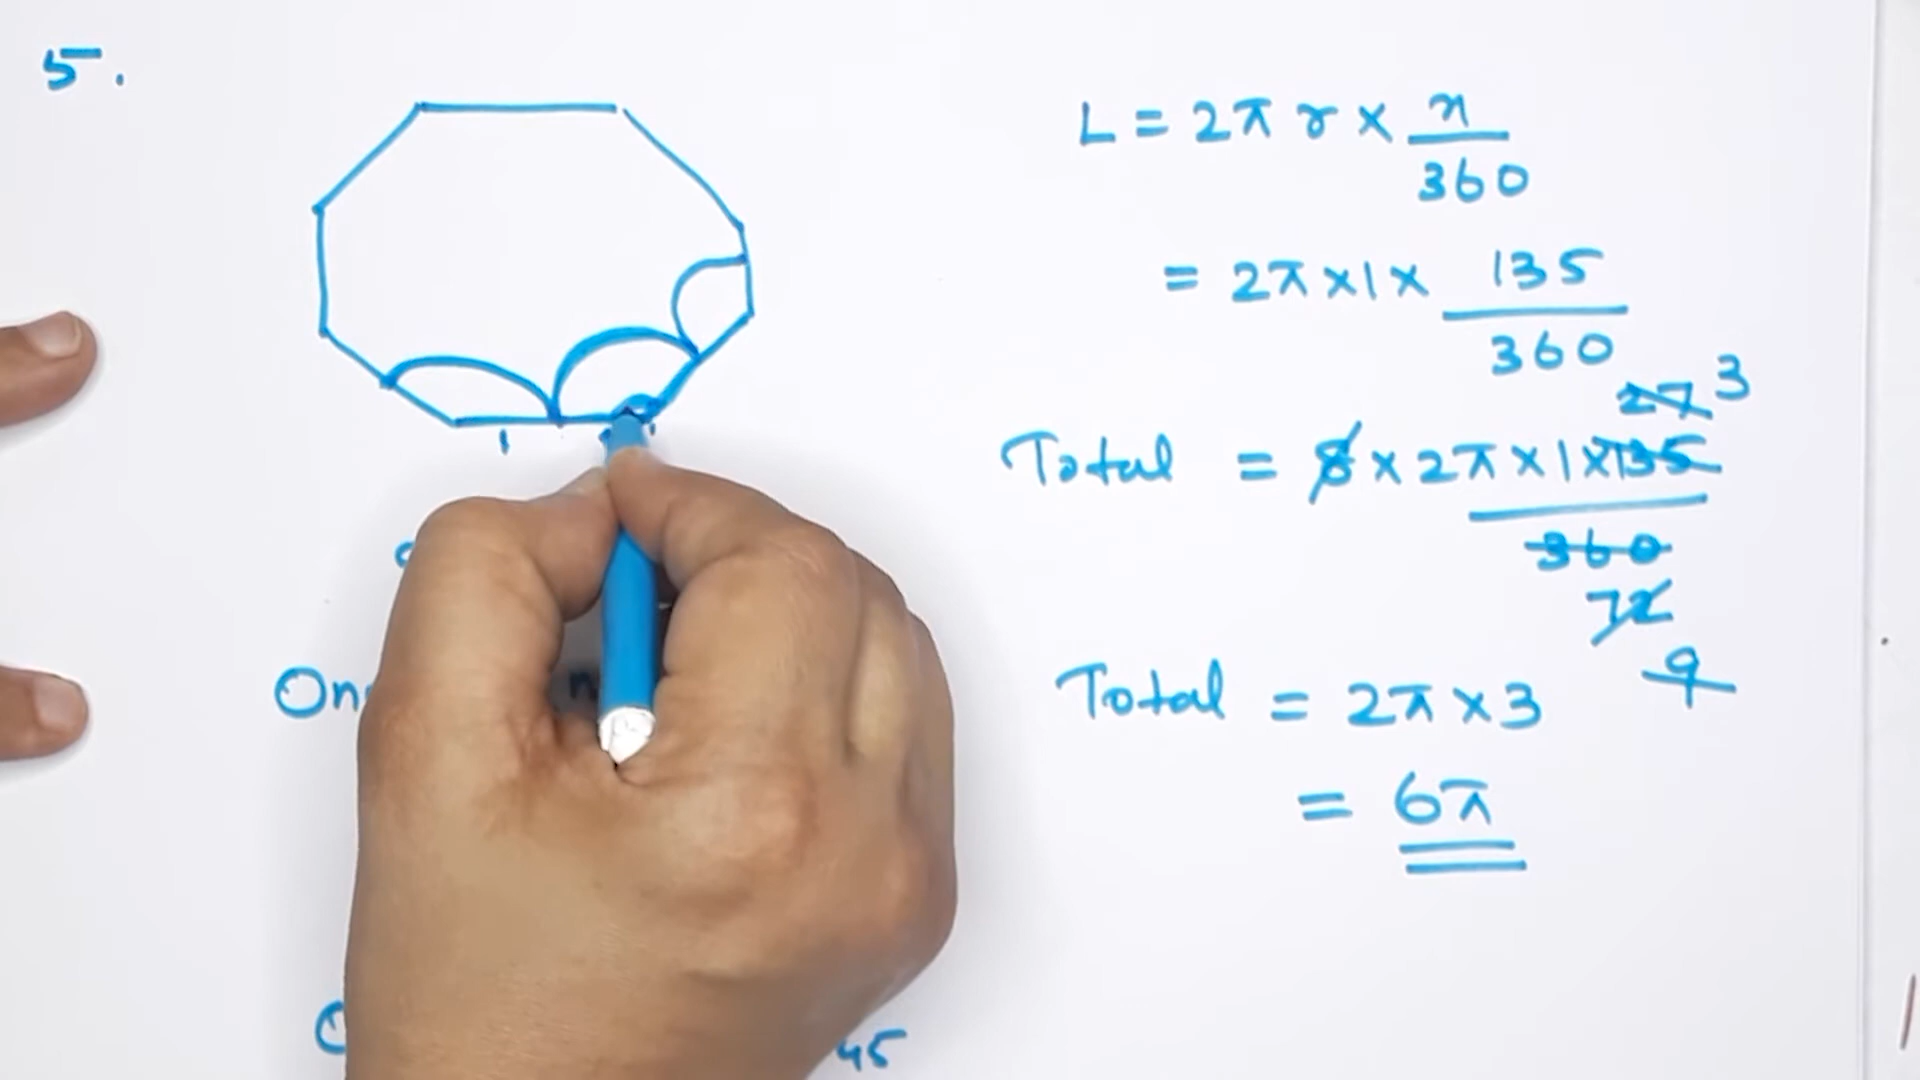 5.
1
L = 2π r × n/360
= 2π × 1 × 135/360
27 3
Total = 8 × 2π × 1 × 135/360
72
9
Total = 2π × 3
= 6π
45